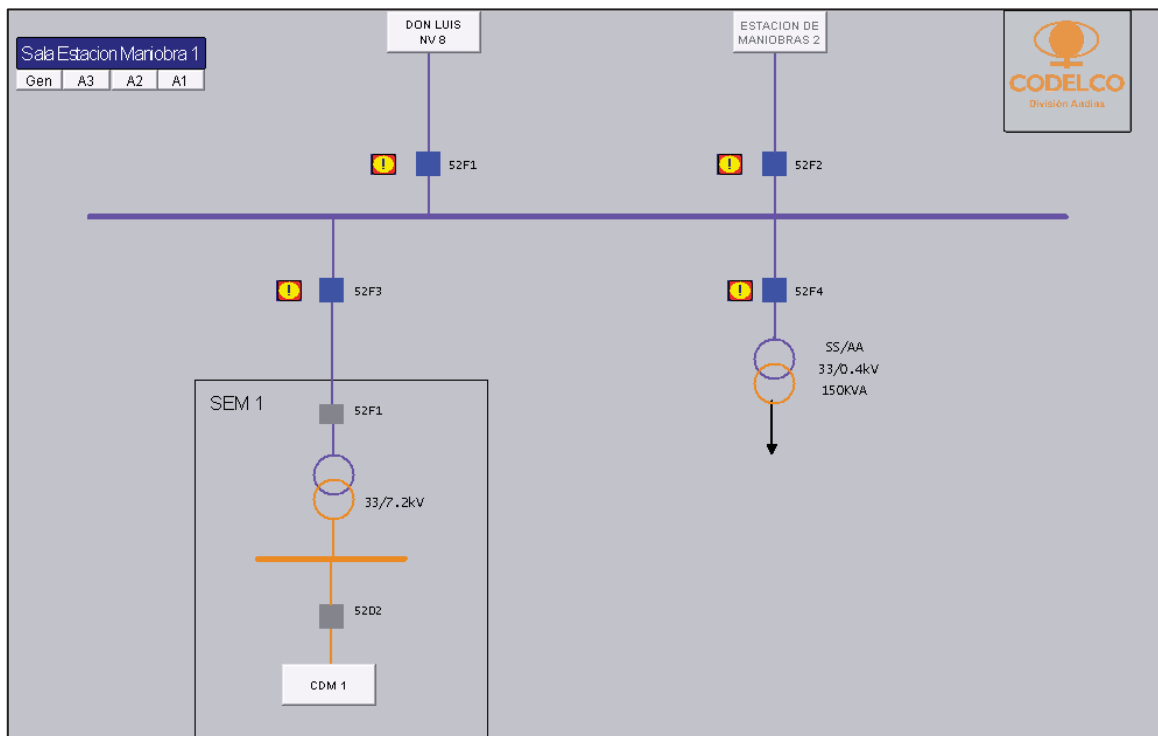 DON LUIS
NV 8
ESTACION DE
MANIOBRAS 2
Sala Estacion Maniobra 1
Gen A3 A2 A1
CODELCO
División Andina
! 52F1
! 52F2
! 52F3
! 52F4
SS/AA
33/0.4kV
150KVA
SEM 1
52F1
33/7.2kV
52D2
CDM 1